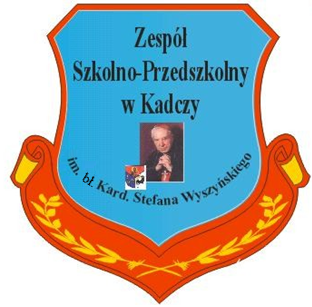 Zespół
Szkolno-Przedszkolny
w Kadczy
im. bł. Kard. Stefana Wyszyńskiego